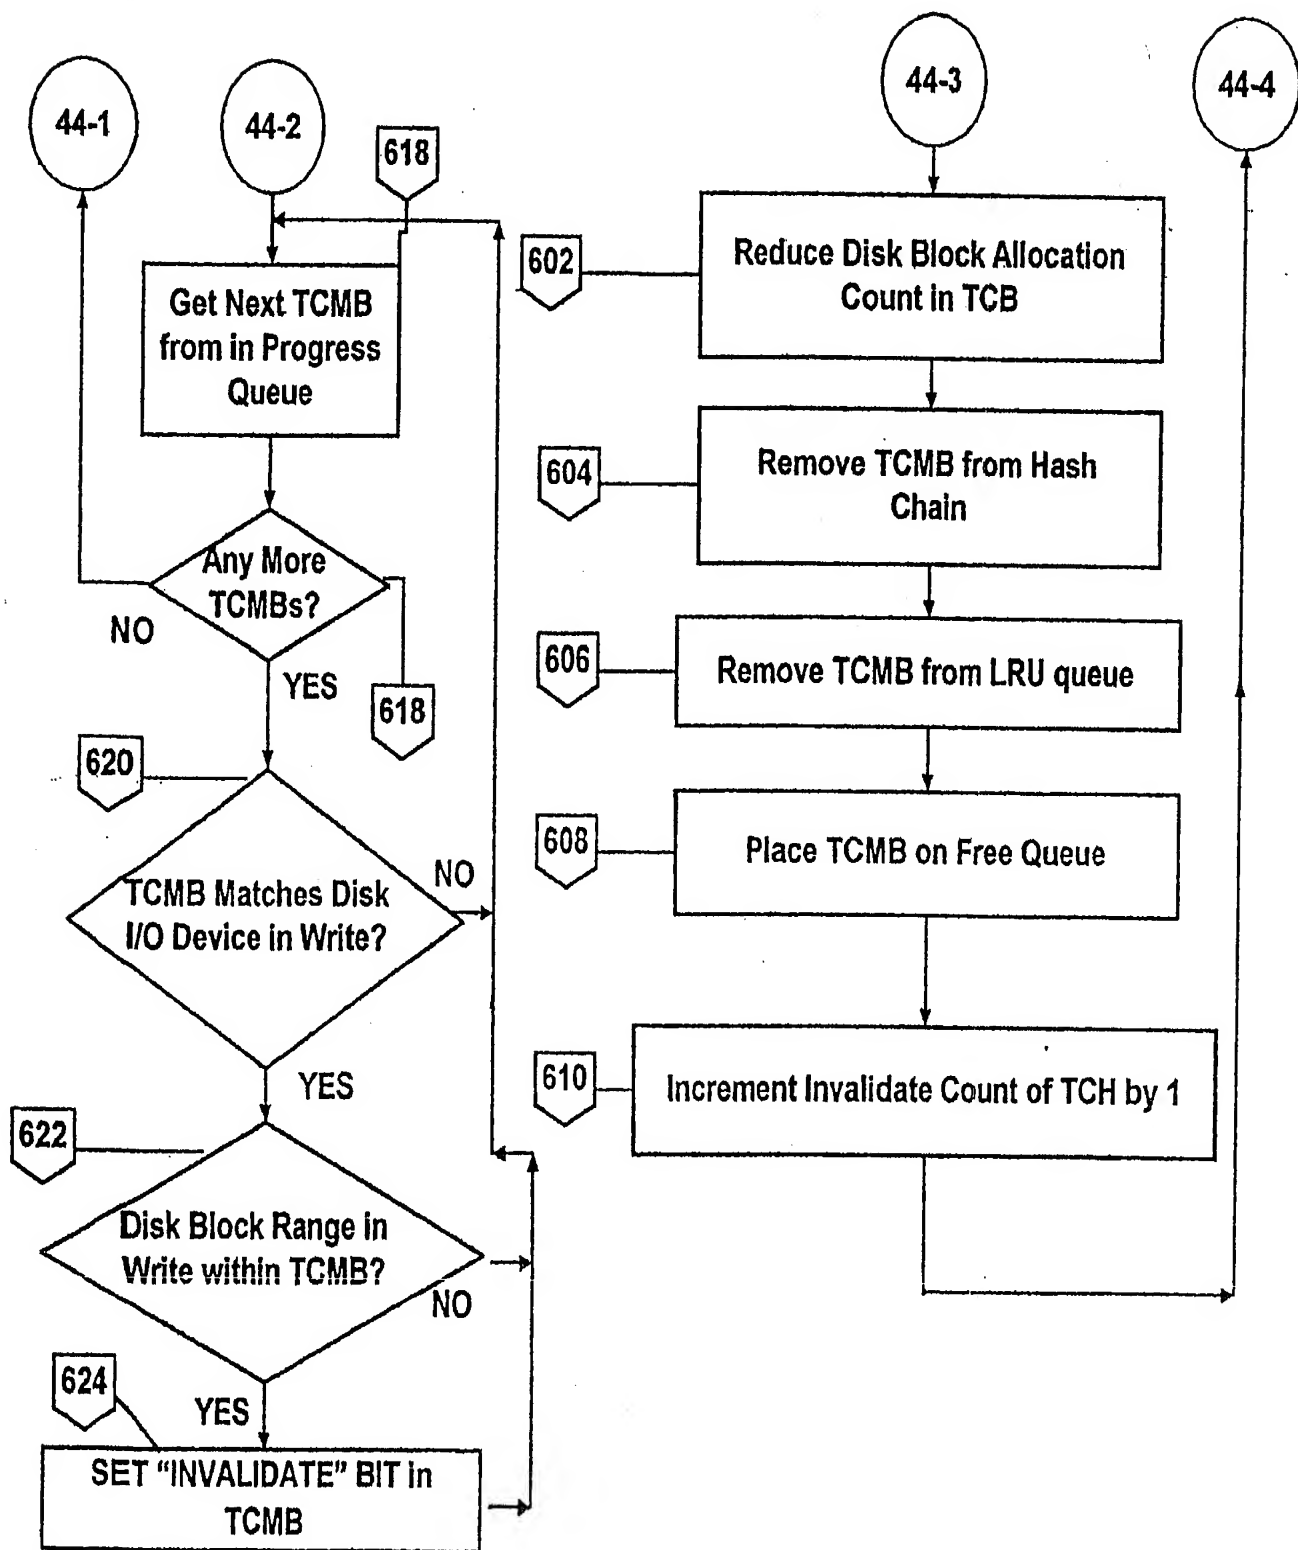 44-1
44-2
618
Get Next TCMB
from in Progress
Queue
Any More
TCMBs?
NO
YES
618
620
TCMB Matches Disk
I/O Device in Write?
NO
YES
622
Disk Block Range in
Write within TCMB?
NO
YES
624
SET "INVALIDATE" BIT in
TCMB
44-3
44-4
602
Reduce Disk Block Allocation
Count in TCB
604
Remove TCMB from Hash
Chain
606
Remove TCMB from LRU queue
608
Place TCMB on Free Queue
610
Increment Invalidate Count of TCH by 1